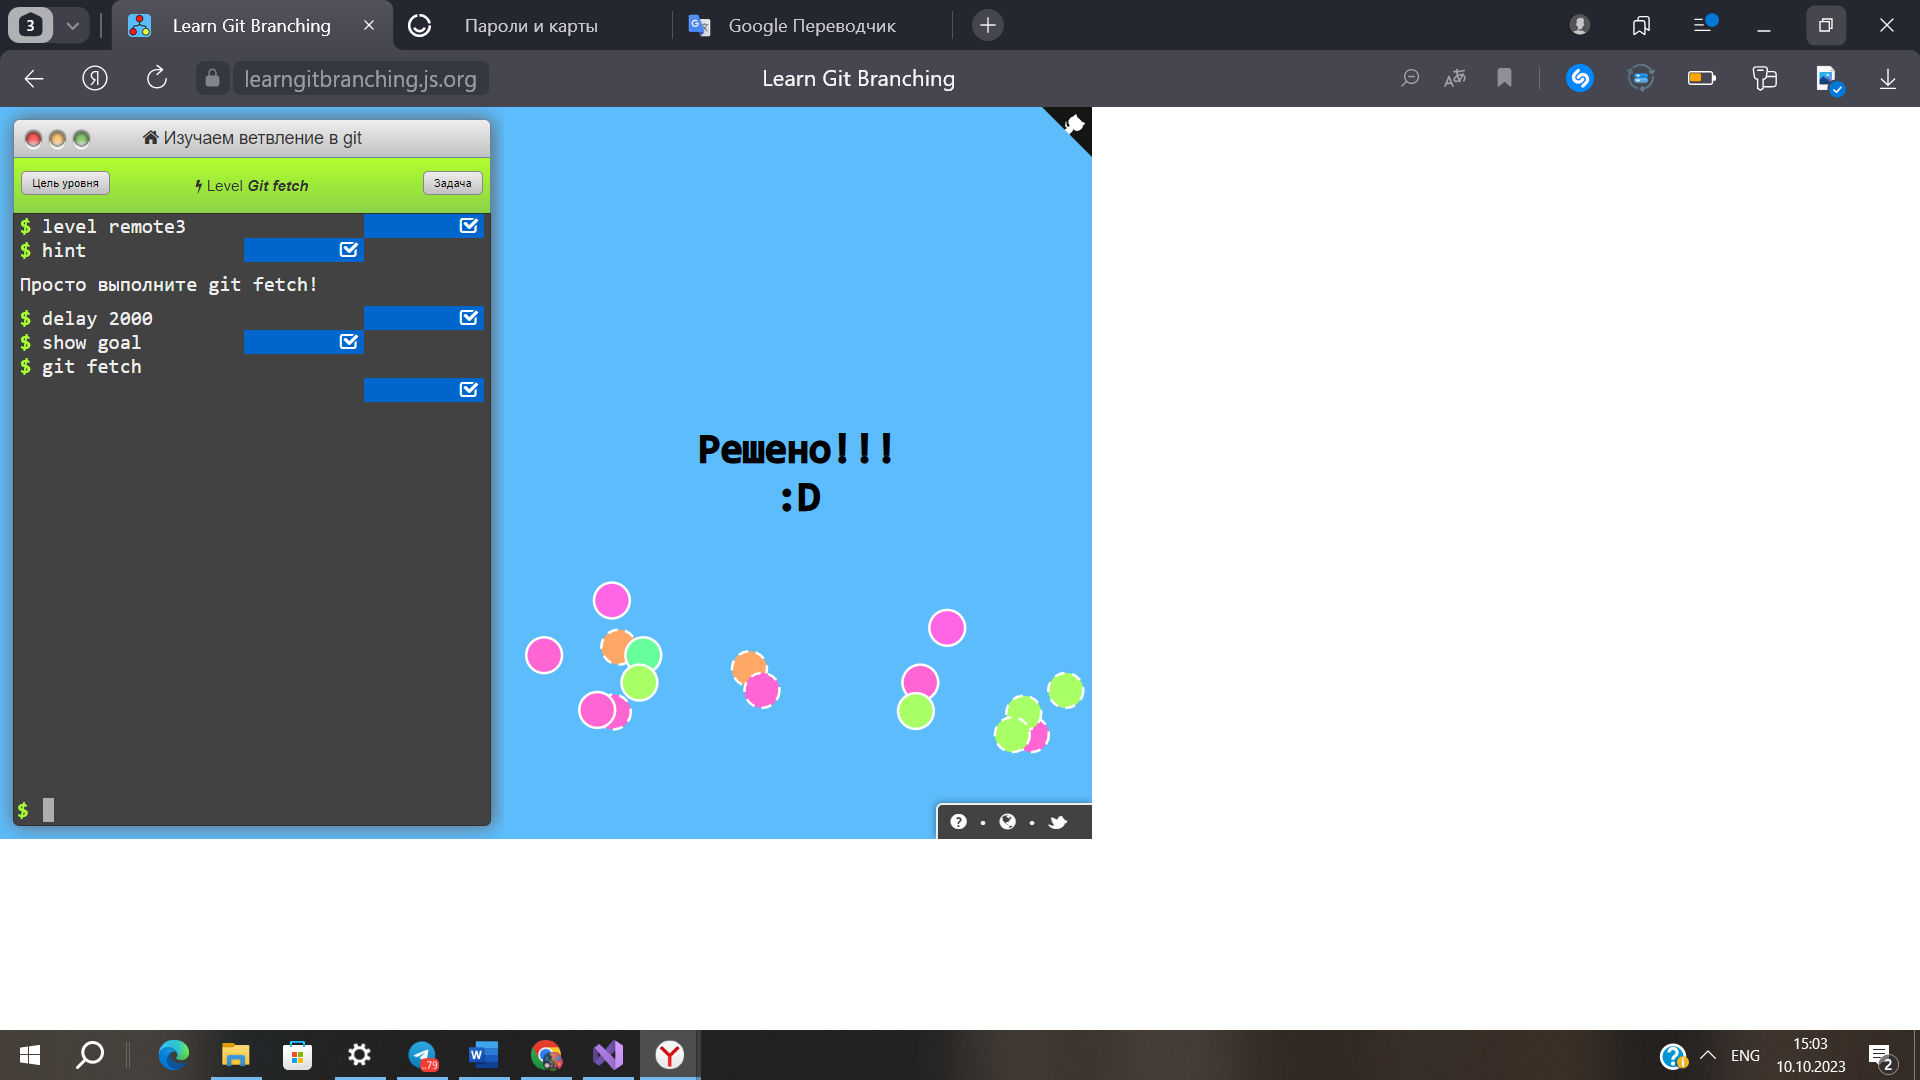 3
Learn Git Branching
Пароли и карты
Google Переводчик
learngitbranching.js.org
Learn Git Branching
Изучаем ветвление в git
Цель уровня
Level Git fetch
Задача
$ level remote3
$ hint
Просто выполните git fetch!
$ delay 2000
$ show goal
$ git fetch
$
Решено!!!
:D
..79
ENG
15:03
10.10.2023
2